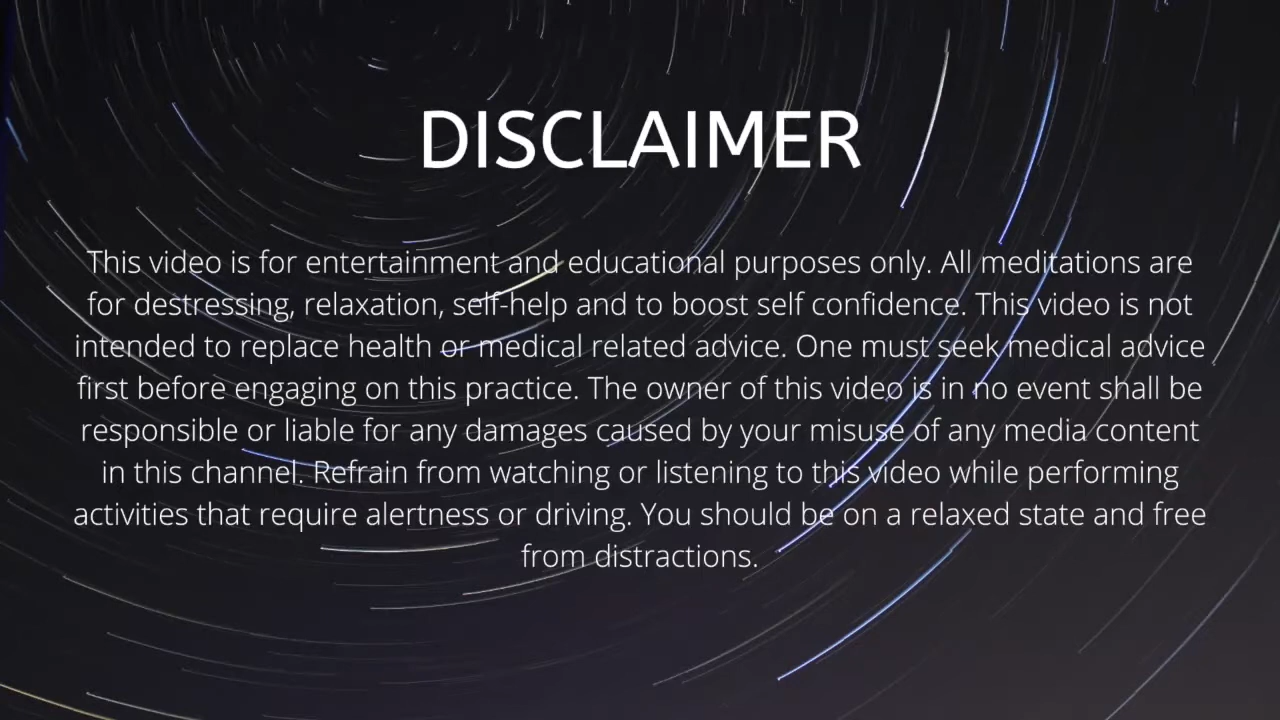 DISCLAIMER
This video is for entertainment and educational purposes only. All meditations are
for destressing, relaxation, self-help and to boost self confidence. This video is not
intended to replace health or medical related advice. One must seek medical advice
first before engaging on this practice. The owner of this video is in no event shall be
responsible or liable for any damages caused by your misuse of any media content
in this channel. Refrain from watching or listening to this video while performing
activities that require alertness or driving. You should be on a relaxed state and free
from distractions.